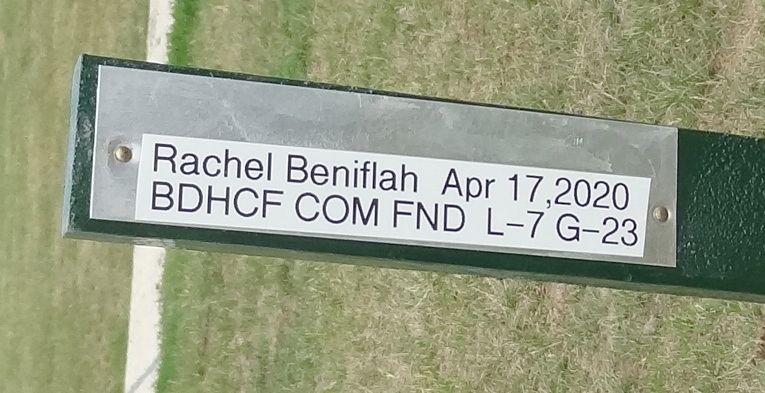 Rachel Beniflah Apr 17,2020
BDHCF COM FND L-7 G-23